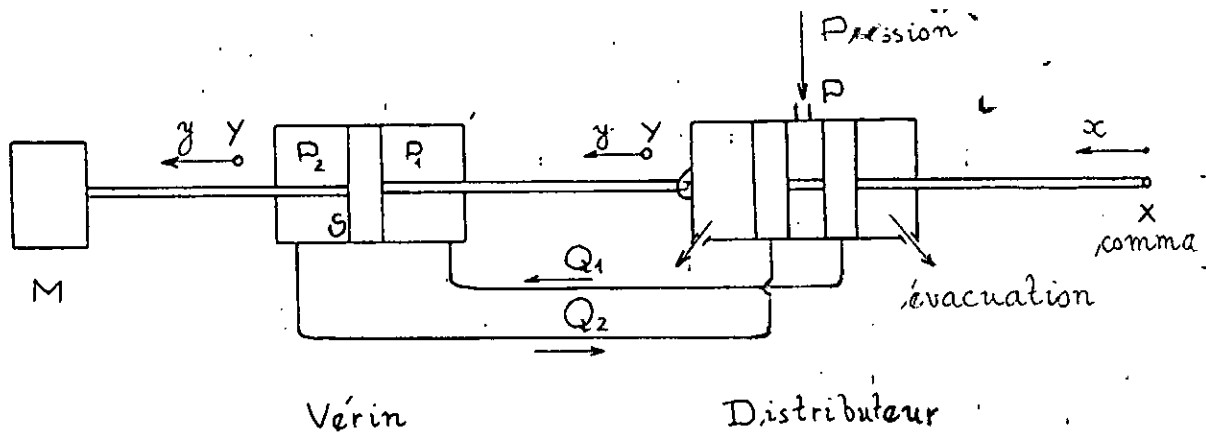 Pression
P
y Y
y Y
x
P₂
P₁
S
X
comma
M
Q₁
évacuation
Q₂
Vérin
Distributeur